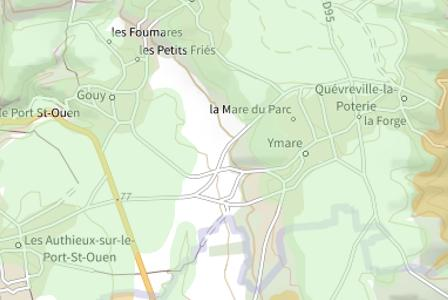 les Foumares
D95
les Petits Friés
Quévreville-la-
Poterie
Gouy
la Mare du Parc
le Port St-Ouen
la Forge
Ymare
77
Les Authieux-sur-le-
Port-St-Ouen